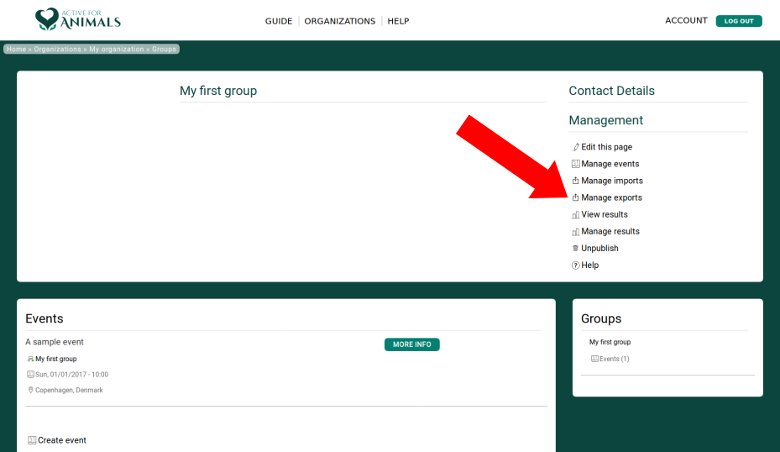 ACTIVE FOR
ANIMALS
GUIDE ORGANIZATIONS HELP
ACCOUNT LOG OUT
Home » Organizations » My organization » Groups
My first group
Contact Details
Management
Edit this page
Manage events
Manage imports
Manage exports
View results
Manage results
Unpublish
Help
Events
A sample event
MORE INFO
My first group
Sun, 01/01/2017 - 10:00
Copenhagen, Denmark
Create event
Groups
My first group
Events (1)